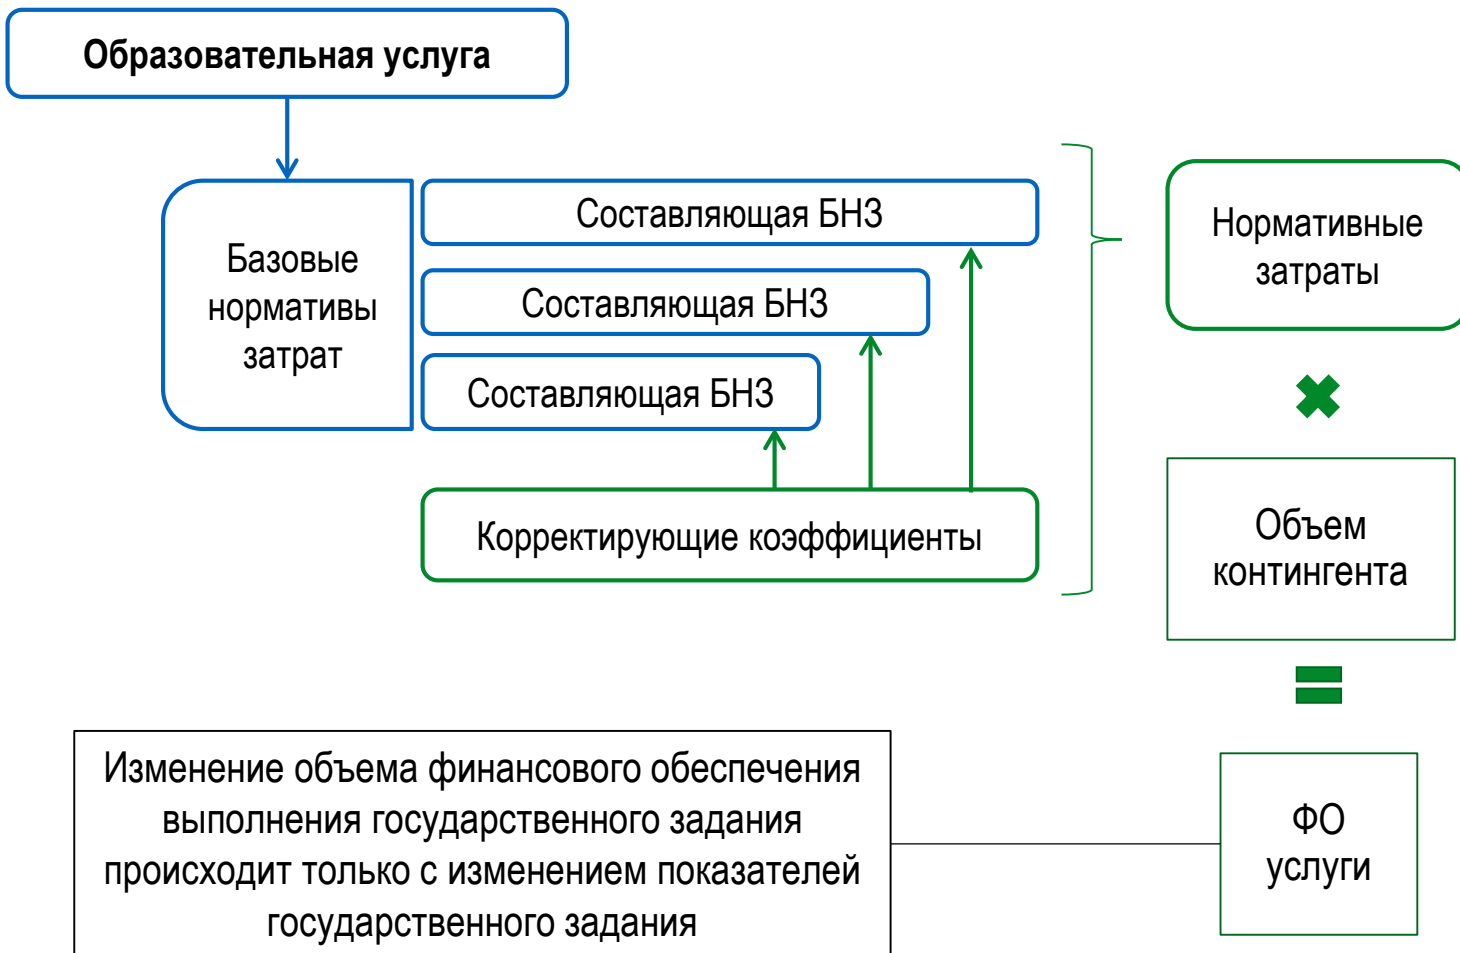 Образовательная услуга
Базовые
нормативы
затрат
Составляющая БНЗ
Составляющая БНЗ
Составляющая БНЗ
Корректирующие коэффициенты
Нормативные
затраты
Объем
контингента
ФО
услуги
Изменение объема финансового обеспечения
выполнения государственного задания
происходит только с изменением показателей
государственного задания